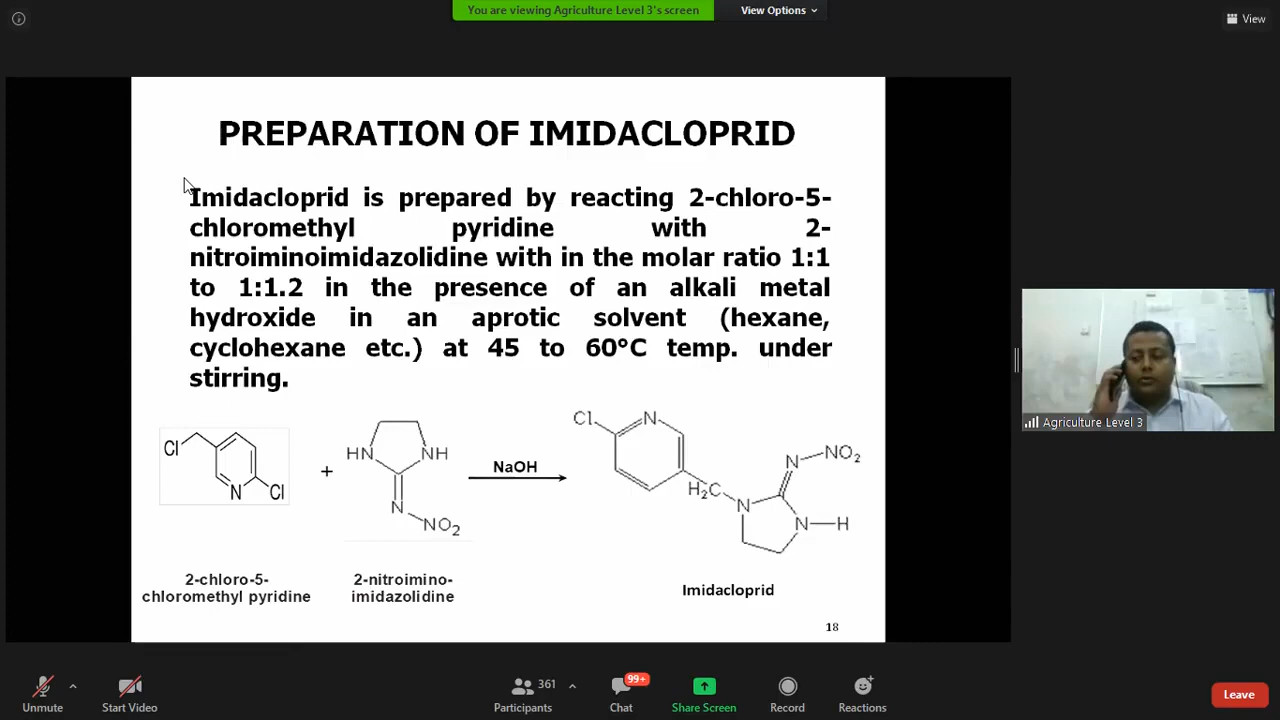 You are viewing Agriculture Level 3's screen
View Options
View
PREPARATION OF IMIDACLOPRID
Imidacloprid is prepared by reacting 2-chloro-5-
chloromethyl pyridine with 2-
nitroiminoimidazolidine with in the molar ratio 1:1
to 1:1.2 in the presence of an alkali metal
hydroxide in an aprotic solvent (hexane,
cyclohexane etc.) at 45 to 60°C temp. under
stirring.
Cl
N
Cl
+
HN
NH
N
NO2
NaOH
Cl
N
H2C
N
N
NO2
N
H
2-chloro-5-
chloromethyl pyridine
2-nitroimino-
imidazolidine
Imidacloprid
18
Agriculture Level 3
Unmute
Start Video
361
Participants
99+
Chat
Share Screen
Record
Reactions
Leave